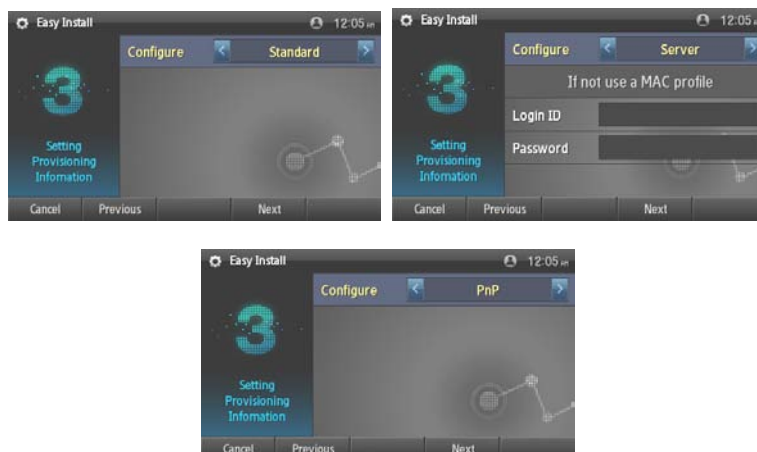 Easy Install 12:05 PM
Configure < Standard >
3
Setting
Provisioning
Infomation
Cancel Previous Next
Easy Install 12:05
Configure < Server >
3
If not use a MAC profile
Login ID
Password
Setting
Provisioning
Infomation
Cancel Previous Next
Easy Install 12:05 PM
Configure < PnP >
3
Setting
Provisioning
Infomation
Cancel Previous Next